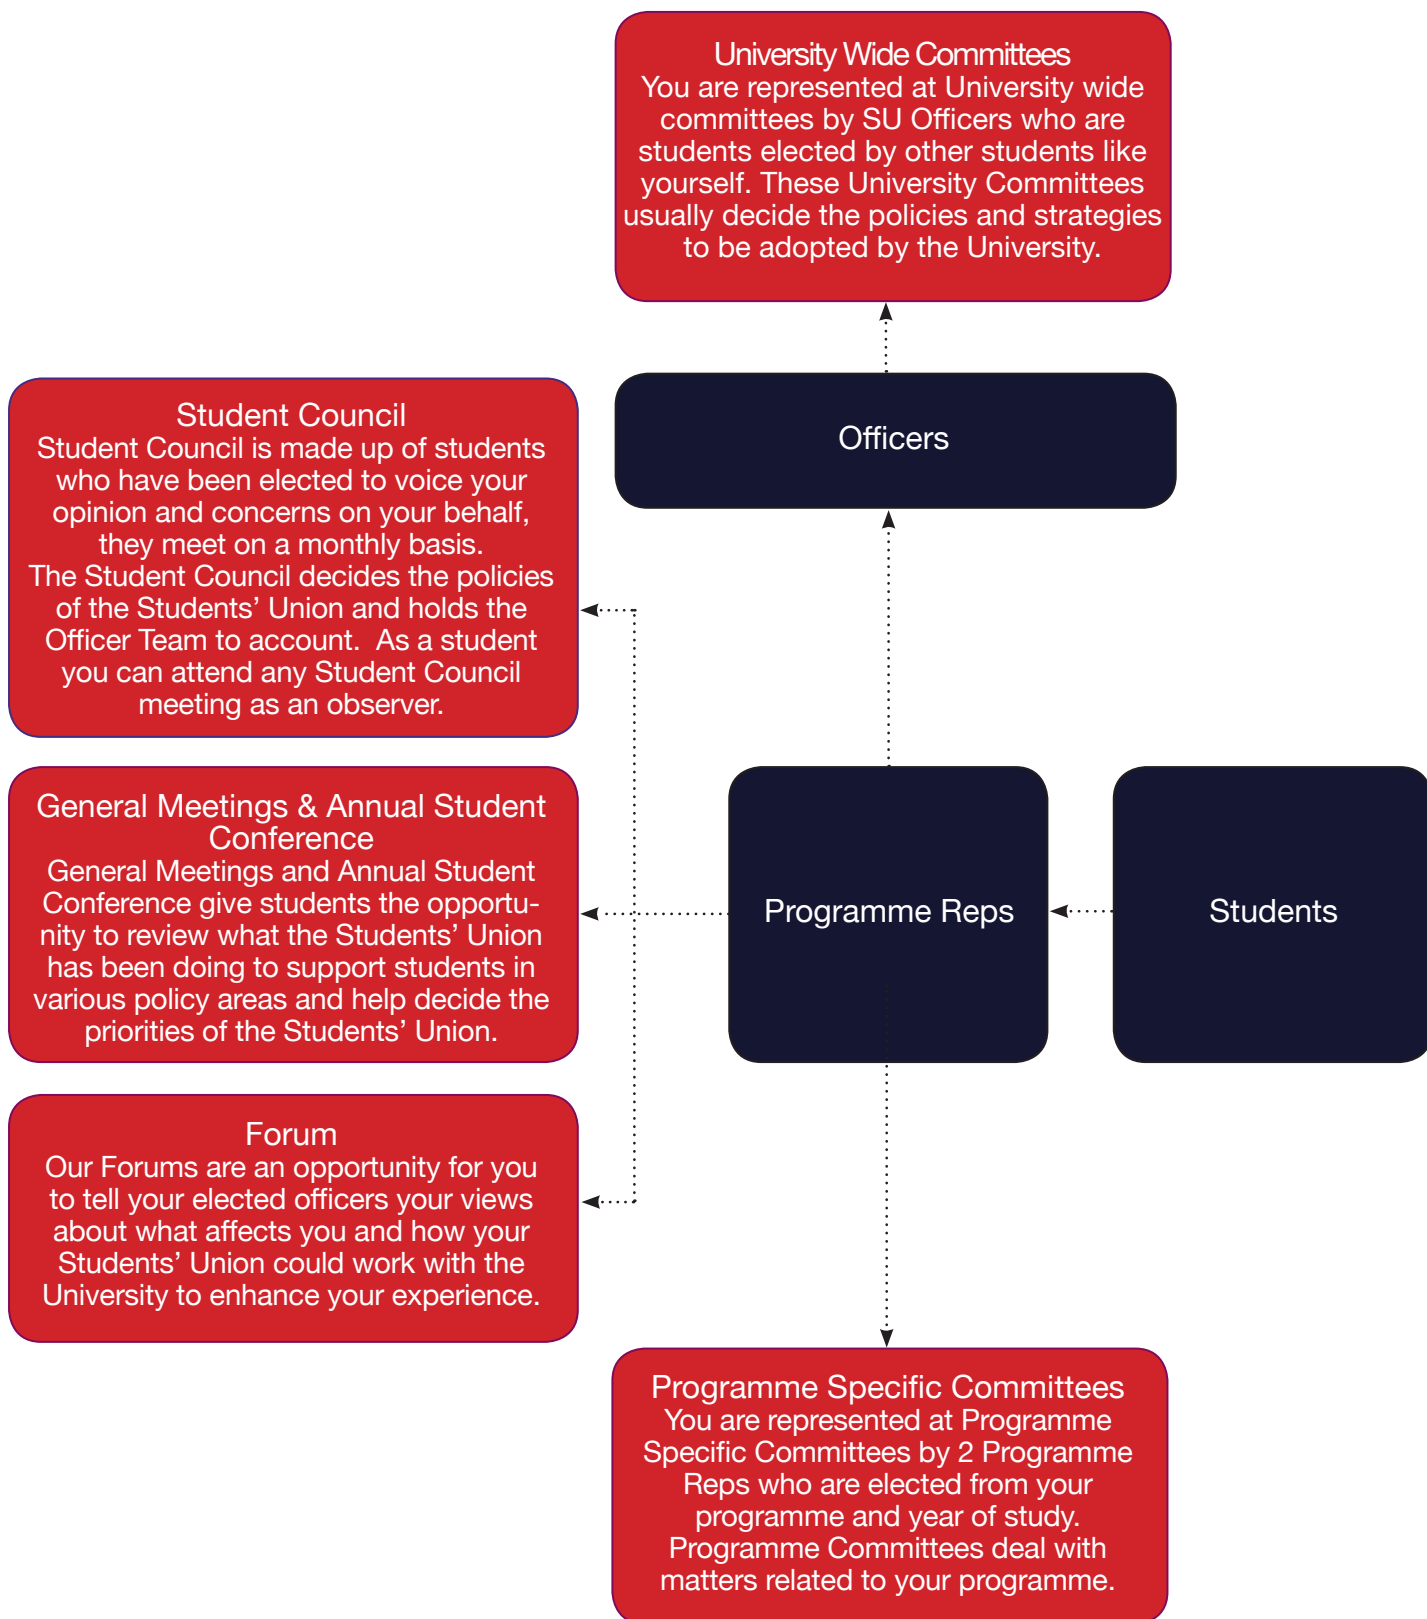 University Wide Committees
You are represented at University wide
committees by SU Officers who are
students elected by other students like
yourself. These University Committees
usually decide the policies and strategies
to be adopted by the University.
Officers
Student Council
Student Council is made up of students
who have been elected to voice your
opinion and concerns on your behalf,
they meet on a monthly basis.
The Student Council decides the policies
of the Students’ Union and holds the
Officer Team to account.  As a student
you can attend any Student Council
meeting as an observer.
General Meetings & Annual Student
Conference
General Meetings and Annual Student
Conference give students the opportu-
nity to review what the Students’ Union
has been doing to support students in
various policy areas and help decide the
priorities of the Students’ Union.
Programme Reps
Students
Forum
Our Forums are an opportunity for you
to tell your elected officers your views
about what affects you and how your
Students’ Union could work with the
University to enhance your experience.
Programme Specific Committees
You are represented at Programme
Specific Committees by 2 Programme
Reps who are elected from your
programme and year of study.
Programme Committees deal with
matters related to your programme.